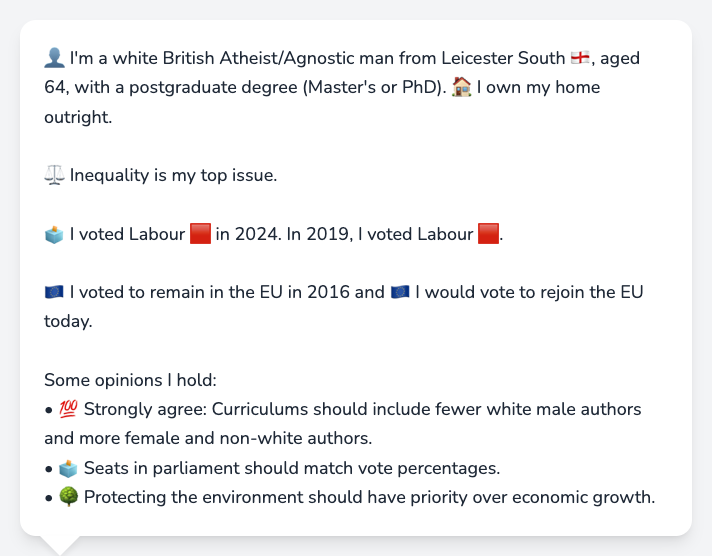 👤 I'm a white British Atheist/Agnostic man from Leicester South 🏴󠁧󠁢󠁥󠁮󠁧󠁿, aged
64, with a postgraduate degree (Master's or PhD). 🏠 I own my home
outright.
⚖️ Inequality is my top issue.
🗳️ I voted Labour 🟥 in 2024. In 2019, I voted Labour 🟥.
🇪🇺 I voted to remain in the EU in 2016 and 🇪🇺 I would vote to rejoin the EU
today.
Some opinions I hold:
• 💯 Strongly agree: Curriculums should include fewer white male authors
and more female and non-white authors.
• 🗳️ Seats in parliament should match vote percentages.
• 🌳 Protecting the environment should have priority over economic growth.